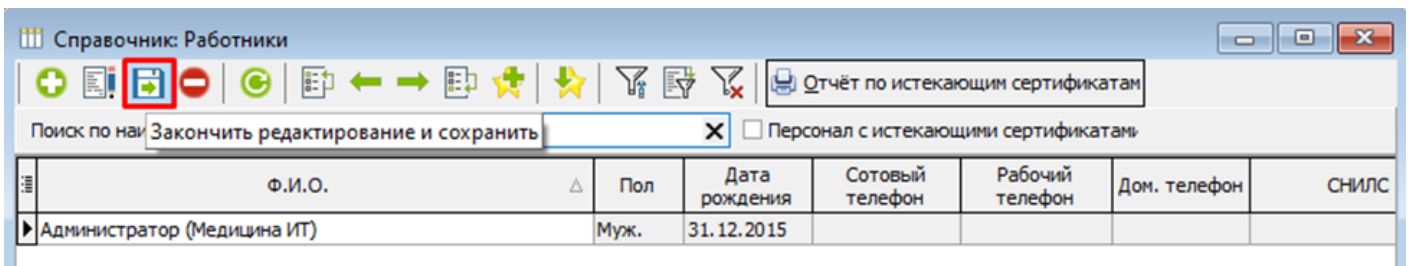 Справочник: Работники
Отчёт по истекающим сертификатам
Поиск по наи
Закончить редактирование и сохранить
Персонал с истекающими сертификатами
Ф.И.О.
Пол
Дата рождения
Сотовый телефон
Рабочий телефон
Дом. телефон
СНИЛС
Администратор (Медицина ИТ)
Муж.
31.12.2015